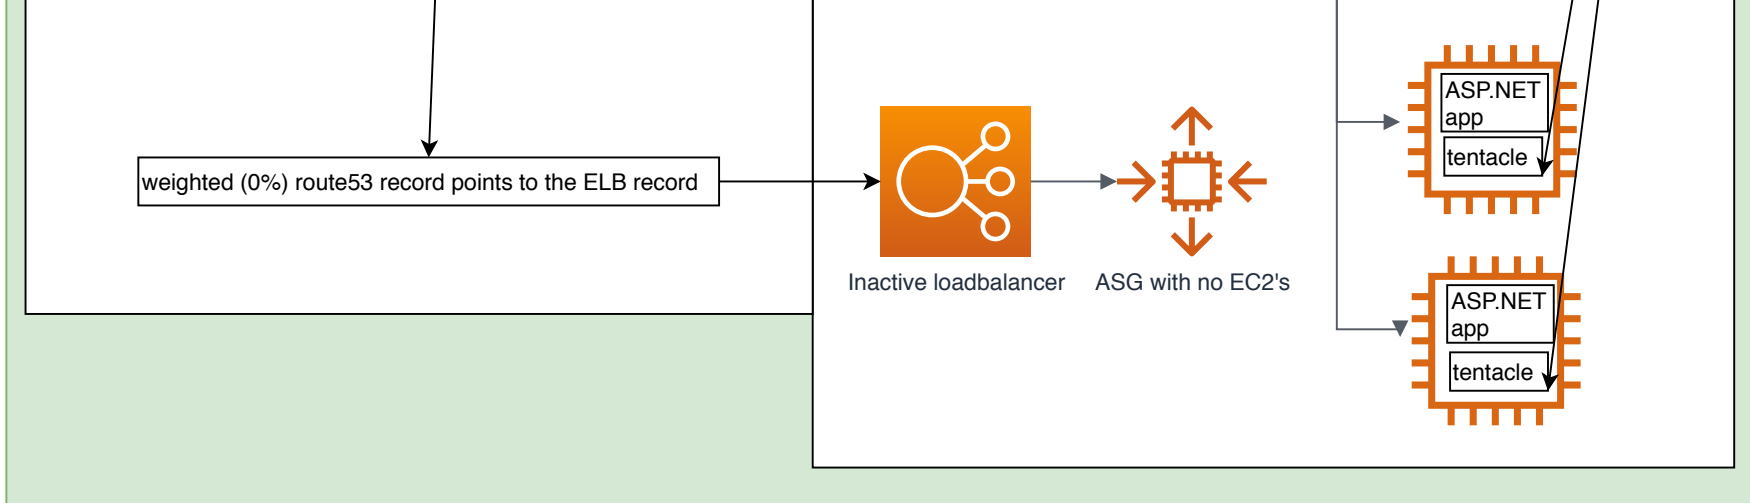 weighted (0%) route53 record points to the ELB record
Inactive loadbalancer
ASG with no EC2's
ASP.NET
app
tentacle
ASP.NET
app
tentacle